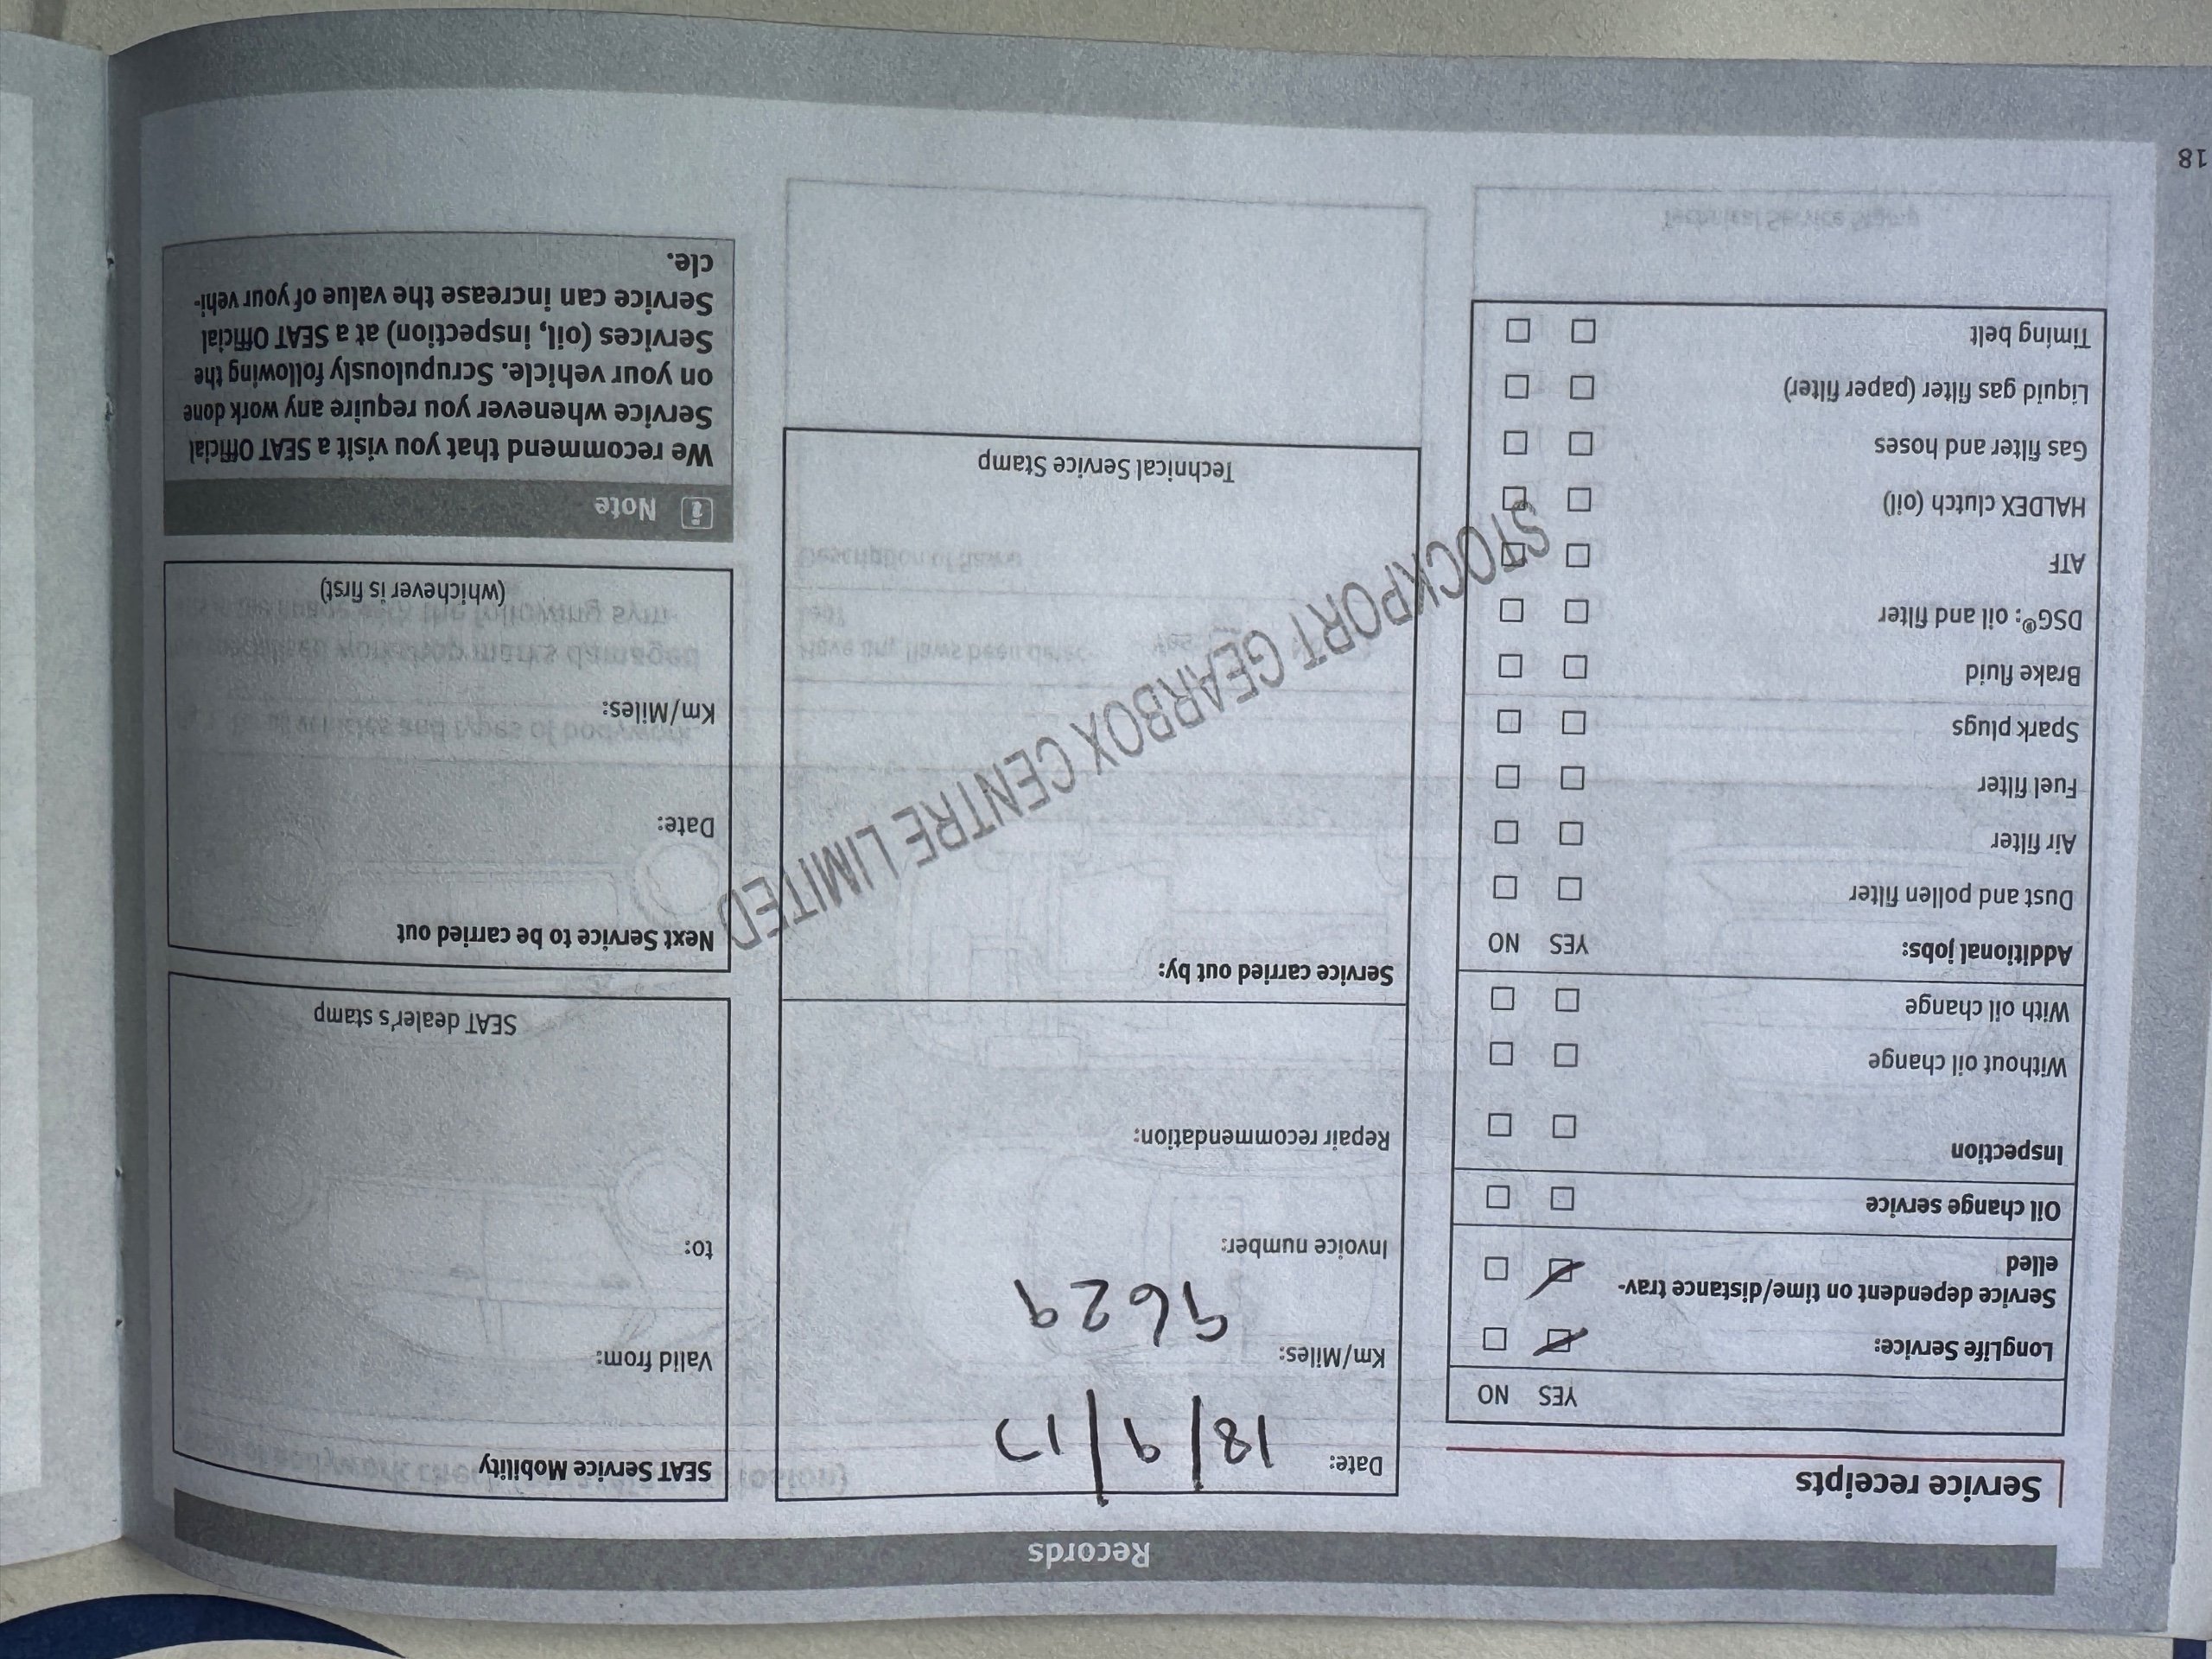 Records
Service receipts
YES NO
LongLife Service:
Service dependent on time/distance trav-
elled
Oil change service
Inspection
Without oil change
With oil change
Additional jobs: YES NO
Dust and pollen filter
Air filter
Fuel filter
Spark plugs
Brake fluid
DSG®: oil and filter
ATF
HALDEX clutch (oil)
Gas filter and hoses
Liquid gas filter (paper filter)
Timing belt
Date: 18/9/17
Km/Miles: 9629
Invoice number:
Repair recommendation:
Service carried out by:
STOCKPORT GEARBOX CENTRE LIMITED
Technical Service Stamp
SEAT Service Mobility
Valid from:
to:
SEAT dealer's stamp
Next Service to be carried out
Date:
Km/Miles:
(whichever is first)
i Note
We recommend that you visit a SEAT Official
Service whenever you require any work done
on your vehicle. Scrupulously following the
Services (oil, inspection) at a SEAT Official
Service can increase the value of your vehi-
cle.
18